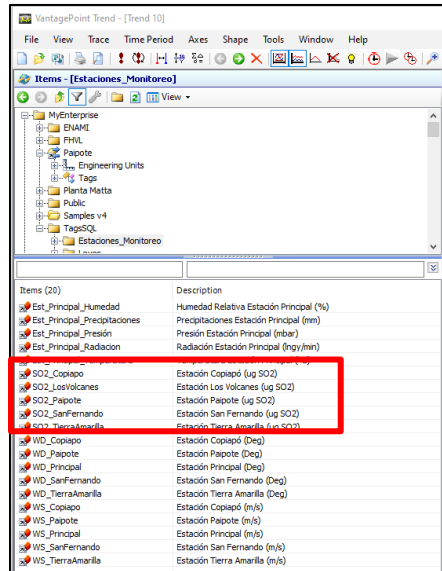 VantagePoint Trend - [Trend 10]
File View Trace Time Period Axes Shape Tools Window Help
Items - [Estaciones_Monitoreo]
View
MyEnterprise
ENAMI
FHVL
Paipote
Engineering Units
Tags
Planta Matta
Public
Samples v4
TagsSQL
Estaciones_Monitoreo
Items (20) Description
Est_Principal_Humedad Humedad Relativa Estación Principal (%)
Est_Principal_Precipitaciones Precipitaciones Estación Principal (mm)
Est_Principal_Presión Presión Estación Principal (mbar)
Est_Principal_Radiacion Radiación Estación Principal (lngy/min)
SO2_Copiapo Estación Copiapó (ug SO2)
SO2_LosVolcanes Estación Los Volcanes (ug SO2)
SO2_Paipote Estación Paipote (ug SO2)
SO2_SanFernando Estación San Fernando (ug SO2)
SO2_TierraAmarilla Estación Tierra Amarilla (ug SO2)
WD_Copiapo Estación Copiapó (Deg)
WD_Paipote Estación Paipote (Deg)
WD_Principal Estación Principal (Deg)
WD_SanFernando Estación San Fernando (Deg)
WD_TierraAmarilla Estación Tierra Amarilla (Deg)
WS_Copiapo Estación Copiapó (m/s)
WS_Paipote Estación Paipote (m/s)
WS_Principal Estación Principal (m/s)
WS_SanFernando Estación San Fernando (m/s)
WS_TierraAmarilla Estación Tierra Amarilla (m/s)